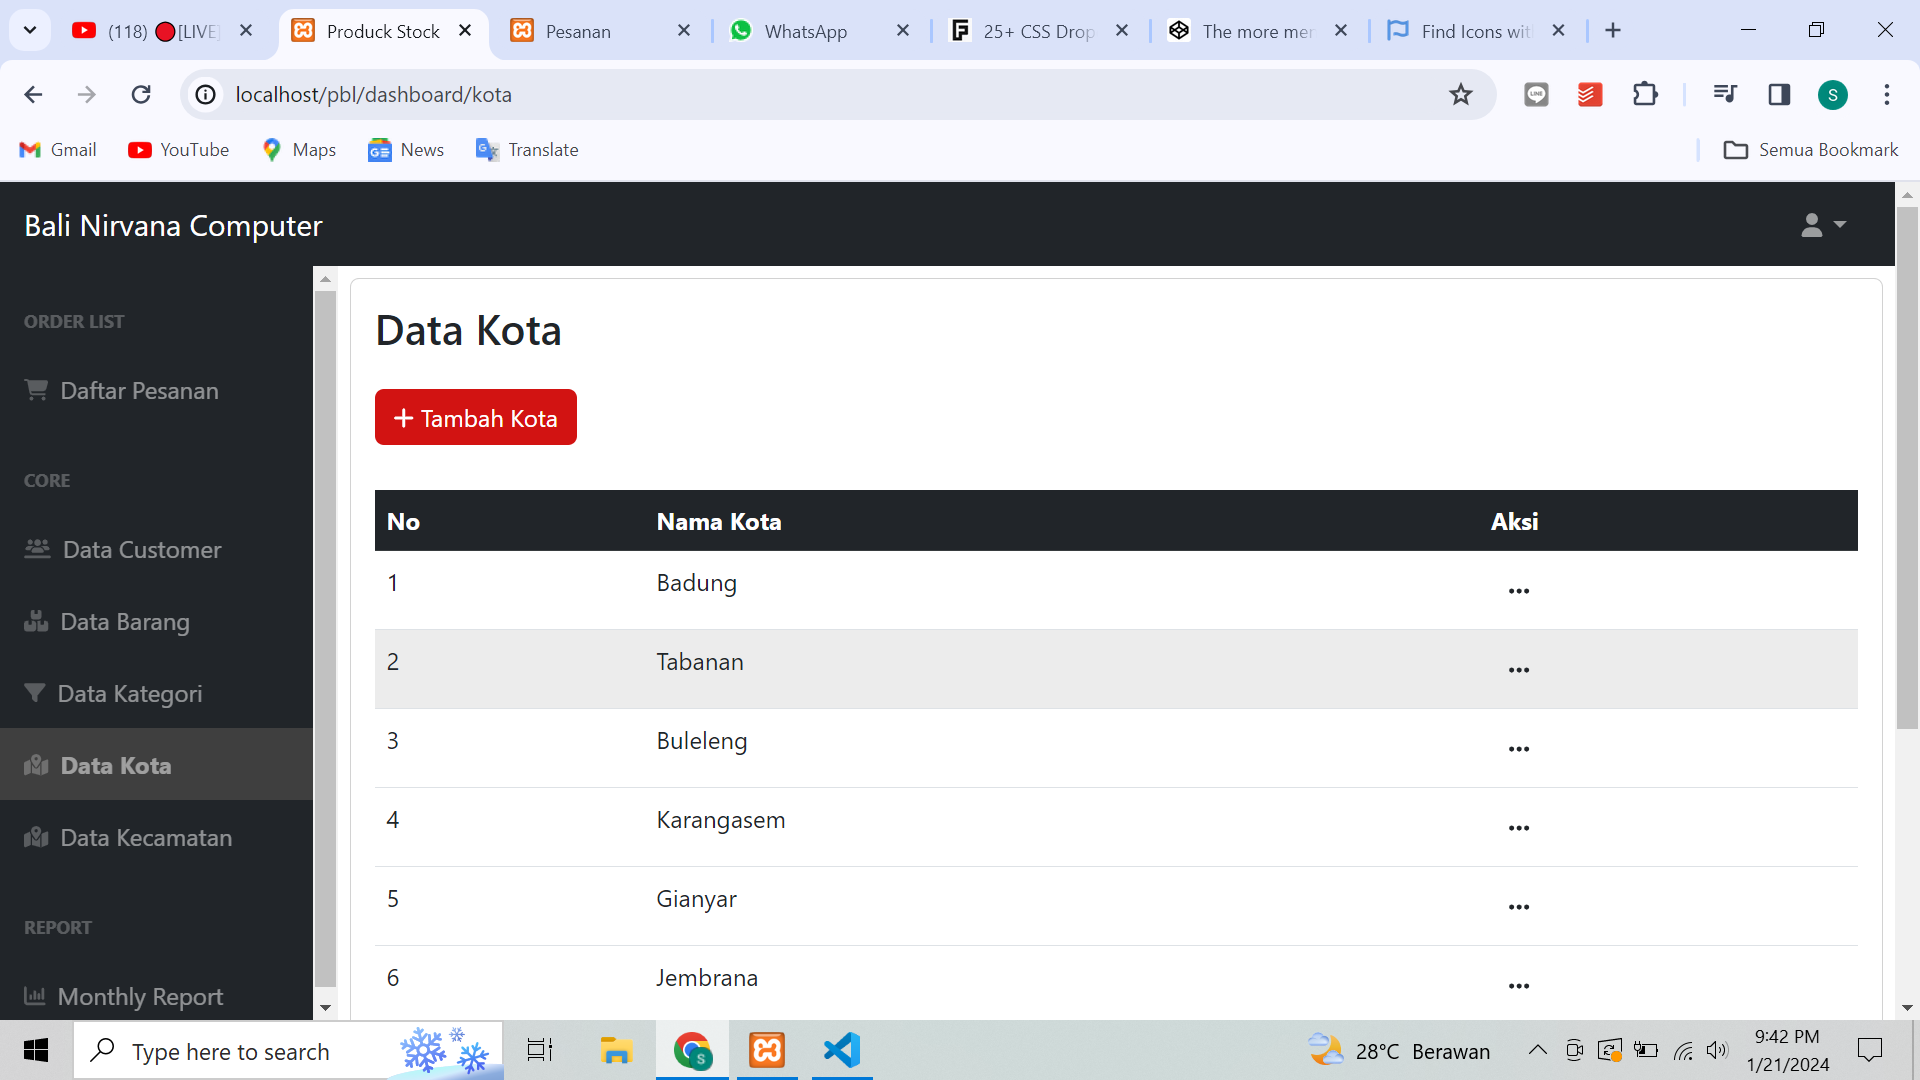 (118) [LIVE]
Produck Stock
Pesanan
WhatsApp
25+ CSS Drop
The more mer
Find Icons wit
localhost/pbl/dashboard/kota
S
Gmail
YouTube
Maps
News
Translate
Semua Bookmark
Bali Nirvana Computer
ORDER LIST
Daftar Pesanan
CORE
Data Customer
Data Barang
Data Kategori
Data Kota
Data Kecamatan
REPORT
Monthly Report
Data Kota
+ Tambah Kota
No Nama Kota Aksi
1 Badung ...
2 Tabanan ...
3 Buleleng ...
4 Karangasem ...
5 Gianyar ...
6 Jembrana ...
Type here to search
28°C Berawan
9:42 PM
1/21/2024